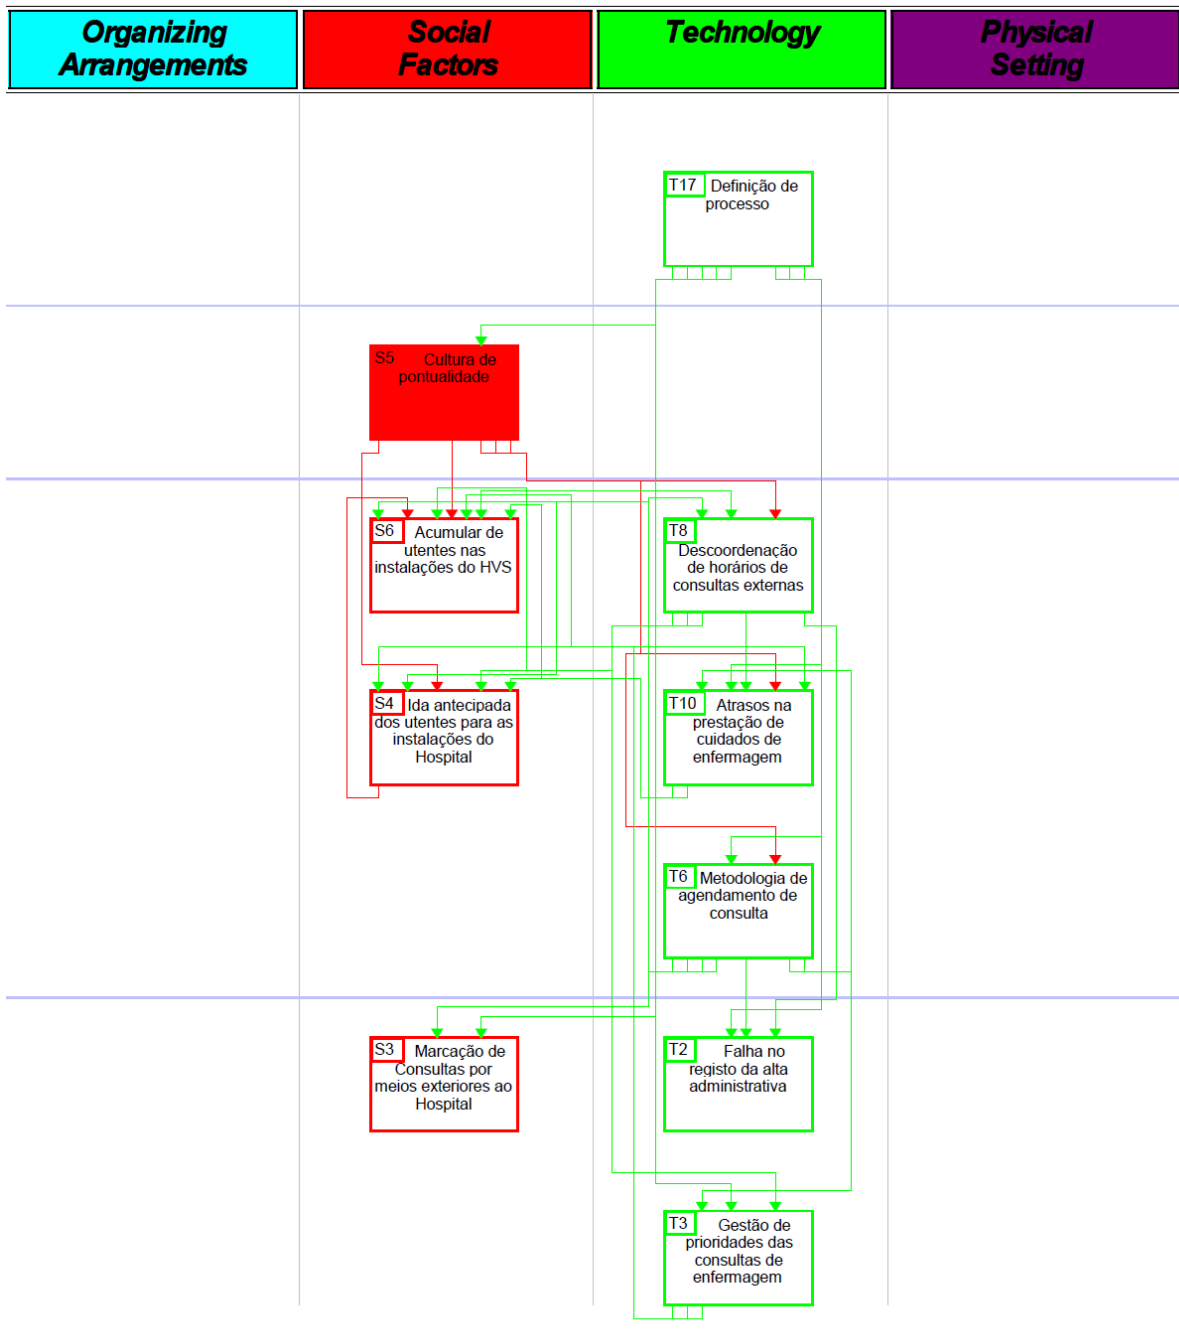 Organizing
Arrangements
Social
Factors
Technology
Physical
Setting
T17 Definição de
processo
S5 Cultura de
pontualidade
S6 Acumular de
utentes nas
instalações do HVS
T8
Descoordenação
de horários de
consultas externas
S4 Ida antecipada
dos utentes para as
instalações do
Hospital
T10 Atrasos na
prestação de
cuidados de
enfermagem
T6 Metodologia de
agendamento de
consulta
S3 Marcação de
Consultas por
meios exteriores ao
Hospital
T2 Falha no
registo da alta
administrativa
T3 Gestão de
prioridades das
consultas de
enfermagem